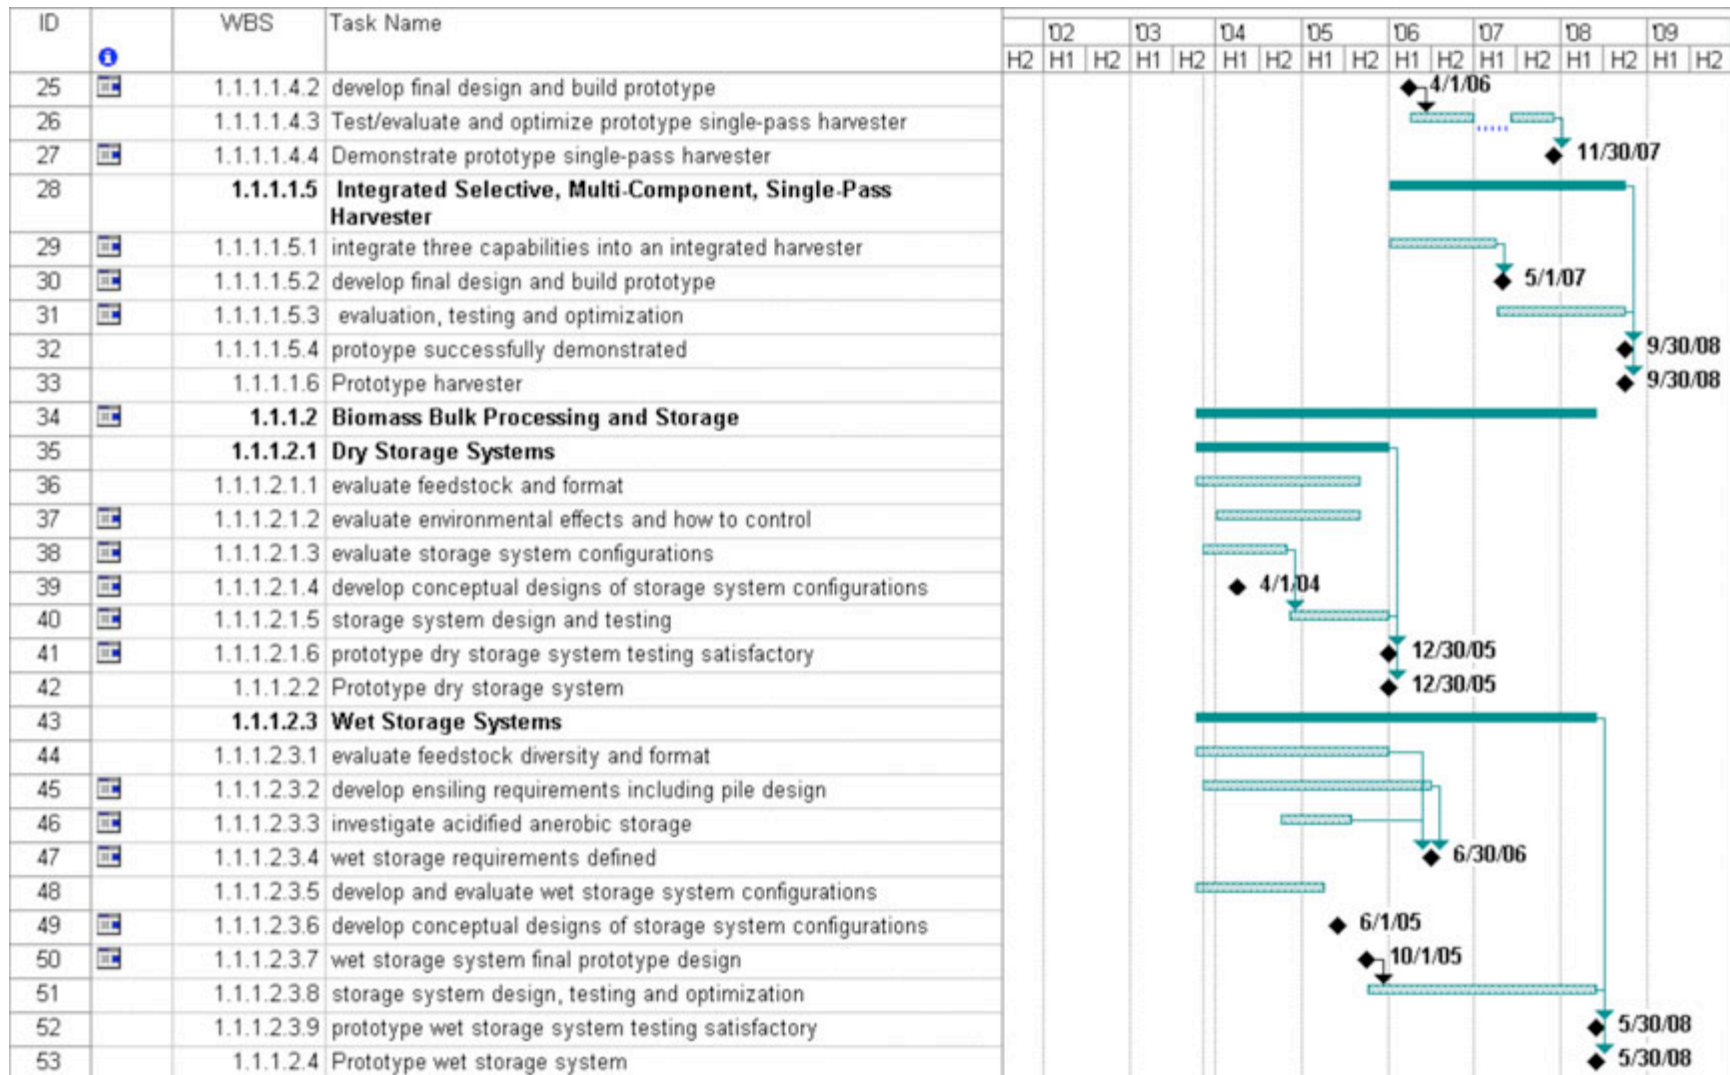 ID WBS Task Name '02 '03 '04 '05 '06 '07 '08 '09
H2 H1 H2 H1 H2 H1 H2 H1 H2 H1 H2 H1 H2 H1 H2 H1 H2
25 1.1.1.1.4.2 develop final design and build prototype 4/1/06
26 1.1.1.1.4.3 Test/evaluate and optimize prototype single-pass harvester
27 1.1.1.1.4.4 Demonstrate prototype single-pass harvester 11/30/07
28 1.1.1.1.5 Integrated Selective, Multi-Component, Single-Pass
Harvester
29 1.1.1.1.5.1 integrate three capabilities into an integrated harvester
30 1.1.1.1.5.2 develop final design and build prototype 5/1/07
31 1.1.1.1.5.3 evaluation, testing and optimization
32 1.1.1.1.5.4 protoype successfully demonstrated 9/30/08
33 1.1.1.1.6 Prototype harvester 9/30/08
34 1.1.1.2 Biomass Bulk Processing and Storage
35 1.1.1.2.1 Dry Storage Systems
36 1.1.1.2.1.1 evaluate feedstock and format
37 1.1.1.2.1.2 evaluate environmental effects and how to control
38 1.1.1.2.1.3 evaluate storage system configurations
39 1.1.1.2.1.4 develop conceptual designs of storage system configurations 4/1/04
40 1.1.1.2.1.5 storage system design and testing
41 1.1.1.2.1.6 prototype dry storage system testing satisfactory 12/30/05
42 1.1.1.2.2 Prototype dry storage system 12/30/05
43 1.1.1.2.3 Wet Storage Systems
44 1.1.1.2.3.1 evaluate feedstock diversity and format
45 1.1.1.2.3.2 develop ensiling requirements including pile design
46 1.1.1.2.3.3 investigate acidified anerobic storage
47 1.1.1.2.3.4 wet storage requirements defined 6/30/06
48 1.1.1.2.3.5 develop and evaluate wet storage system configurations
49 1.1.1.2.3.6 develop conceptual designs of storage system configurations 6/1/05
50 1.1.1.2.3.7 wet storage system final prototype design 10/1/05
51 1.1.1.2.3.8 storage system design, testing and optimization
52 1.1.1.2.3.9 prototype wet storage system testing satisfactory 5/30/08
53 1.1.1.2.4 Prototype wet storage system 5/30/08